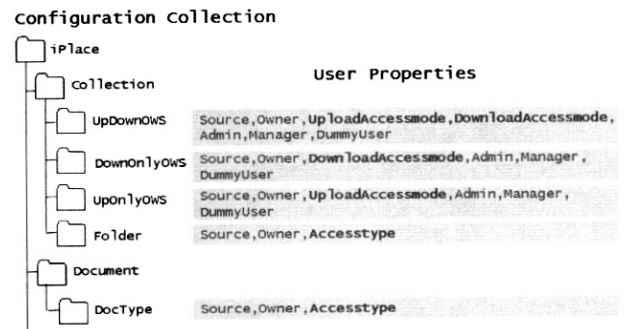 Configuration Collection
iPlace
User Properties
Collection
UpDownOWS
Source,Owner,UploadAccessmode,DownloadAccessmode,
Admin,Manager,DummyUser
DownOnlyOWS
Source,Owner,DownloadAccessmode,Admin,Manager,
DummyUser
UpOnlyOWS
Source,Owner,UploadAccessmode,Admin,Manager,
DummyUser
Folder
Source,Owner,Accesstype
Document
DocType
Source,Owner,Accesstype